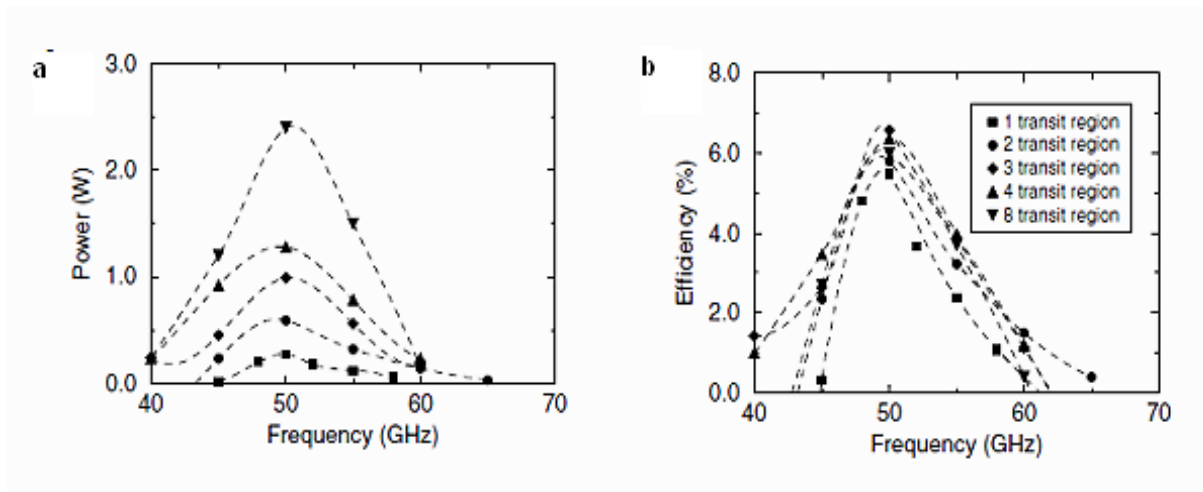 a
3.0
2.0
1.0
0.0
40 50 60 70
Power (W)
Frequency (GHz)
b
8.0
6.0
4.0
2.0
0.0
40 50 60 70
Efficiency (%)
Frequency (GHz)
1 transit region
2 transit region
3 transit region
4 transit region
8 transit region